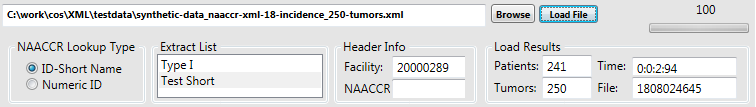 C:\work\cos\XML\testdata\synthetic-data_naaccr-xml-18-incidence_250-tumors.xml Browse Load File 100
NAACCR Lookup Type Extract List Header Info Load Results
ID-Short Name Type I Facility: 20000289 Patients: 241 Time: 0:0:2:94
Numeric ID Test Short NAACCR Tumors: 250 File: 1808024645